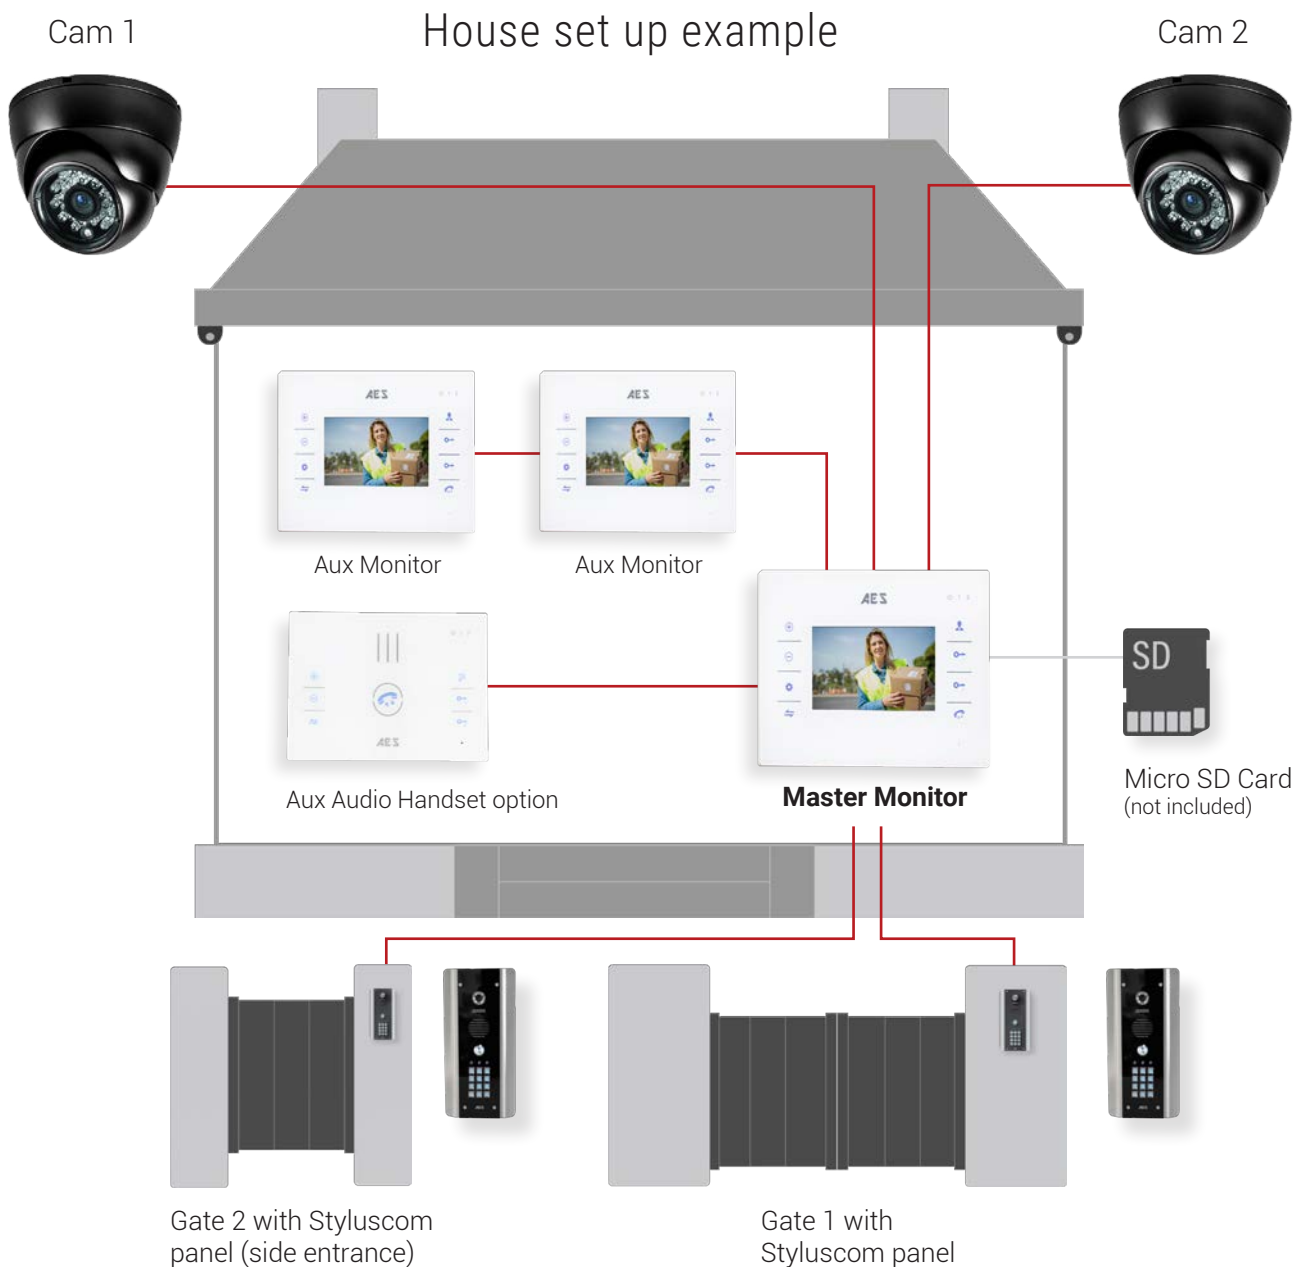 Cam 1
House set up example
Cam 2
AES
AES
Aux Monitor
Aux Monitor
AES
SD
AES
Aux Audio Handset option
Master Monitor
Micro SD Card
(not included)
AES
AES
Gate 2 with Styluscom
panel (side entrance)
Gate 1 with
Styluscom panel